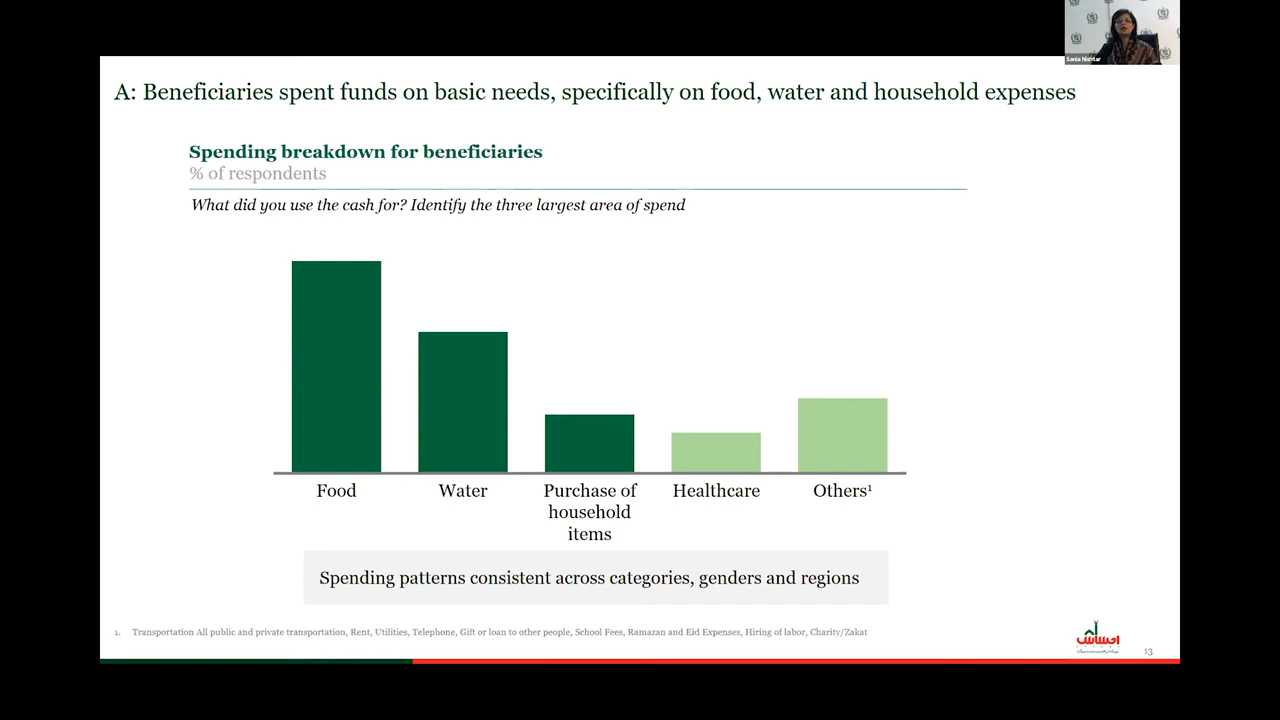 Sania Nishtar
A: Beneficiaries spent funds on basic needs, specifically on food, water and household expenses
Spending breakdown for beneficiaries
% of respondents
What did you use the cash for? Identify the three largest area of spend
Food
Water
Purchase of
household
items
Healthcare
Others¹
Spending patterns consistent across categories, genders and regions
1. Transportation All public and private transportation, Rent, Utilities, Telephone, Gift or loan to other people, School Fees, Ramazan and Eid Expenses, Hiring of labor, Charity/Zakat
احساس
13